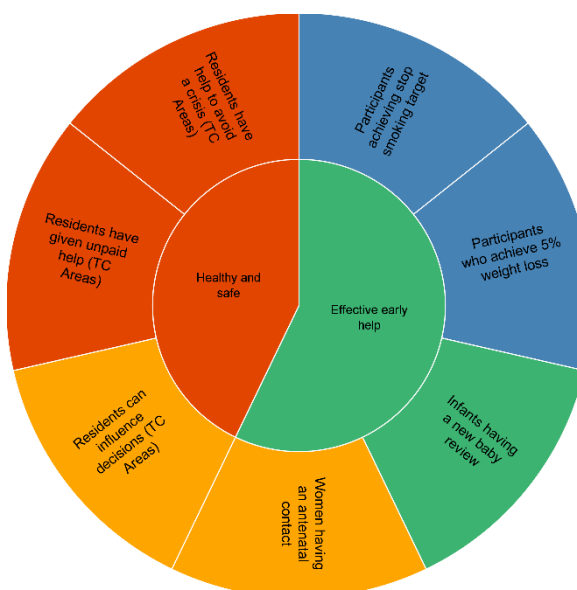 Residents have
help to avoid
a crisis (TC
Areas)
Participants
achieving stop
smoking target
Residents have
given unpaid
help (TC
Areas)
Healthy and
safe
Effective early
help
Participants
who achieve 5%
weight loss
Residents can
influence
decisions (TC
Areas)
Women having
an antenatal
contact
Infants having
a new baby
review